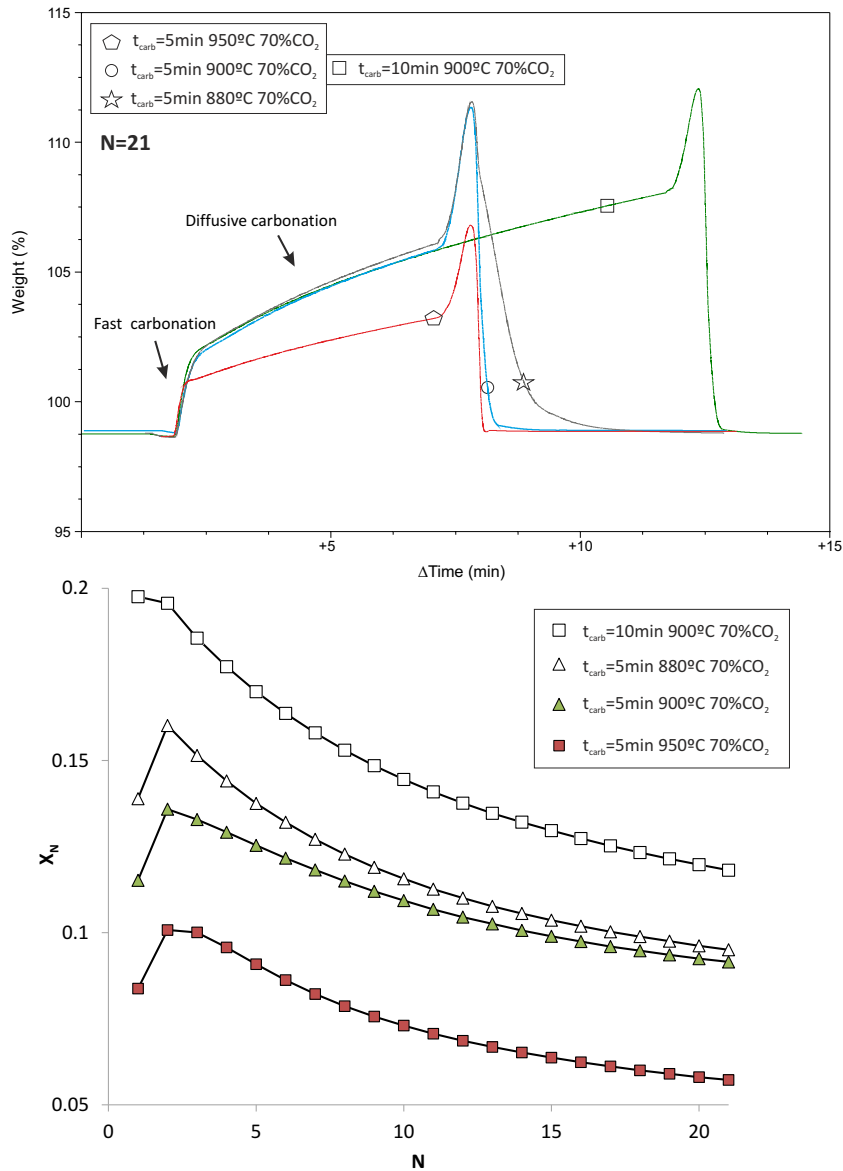 115
t_carb=5min 950ºC 70%CO₂
t_carb=5min 900ºC 70%CO₂
t_carb=10min 900ºC 70%CO₂
t_carb=5min 880ºC 70%CO₂
N=21
110
Diffusive carbonation
Weight (%)
105
Fast carbonation
100
95
+5
+10
+15
ΔTime (min)
0.2
t_carb=10min 900ºC 70%CO₂
t_carb=5min 880ºC 70%CO₂
t_carb=5min 900ºC 70%CO₂
t_carb=5min 950ºC 70%CO₂
0.15
X_N
0.1
0.05
0
5
10
15
20
N